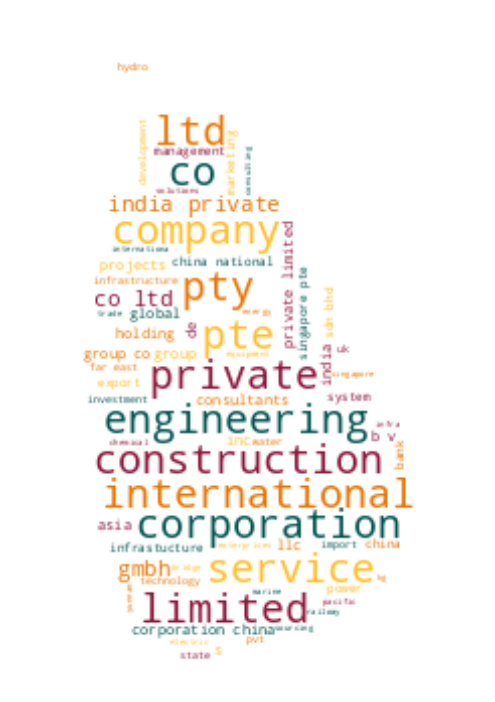 hydro
ltd
development
management
marketing
consulting
co
solutions
india private
company
international
projects
china national
private limited
infrastructure
pty
singapore pte
co ltd
sdn bhd
trade
global
energy
holding
de
pte
group co
group
equipment
india
uk
far east
private
singapore
export
investment
consultants
system
engineering
infra
b v
chemical
inc
water
construction
bank
international
asia
corporation
infrastucture
enterprises
llc
import
china
gmbh
bridge
service
kg
technology
yunnan
marine
power
limited
pacific
railway
corporation china
sourcing
electric
pvt
state
s